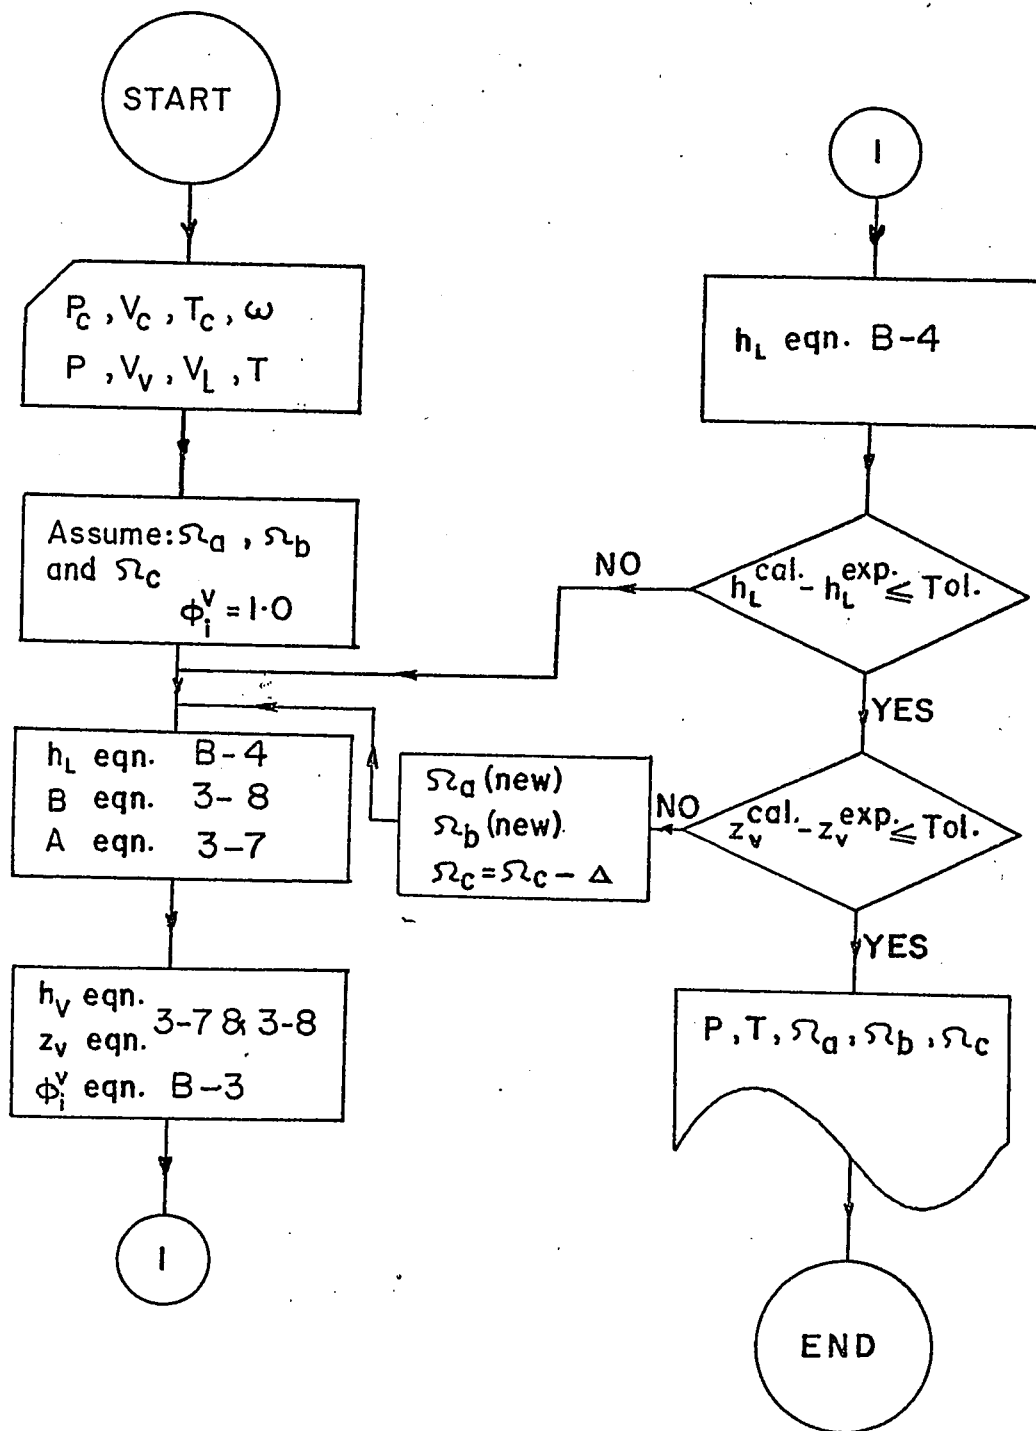 START
P_c , V_c , T_c , ω
P , V_v , V_L , T
Assume: Ω_a , Ω_b
and Ω_c
ϕ_i^v = 1·0
h_L eqn. B-4
B eqn. 3-8
A eqn. 3-7
h_v eqn.
3-7 & 3-8
z_v eqn.
ϕ_i^v eqn. B-3
1
1
h_L eqn. B-4
NO
h_L^cal. - h_L^exp. ≤ Tol.
YES
Ω_a (new)
Ω_b (new).
Ω_c = Ω_c - Δ
NO
z_v^cal. - z_v^exp. ≤ Tol.
YES
P, T, Ω_a, Ω_b, Ω_c
END